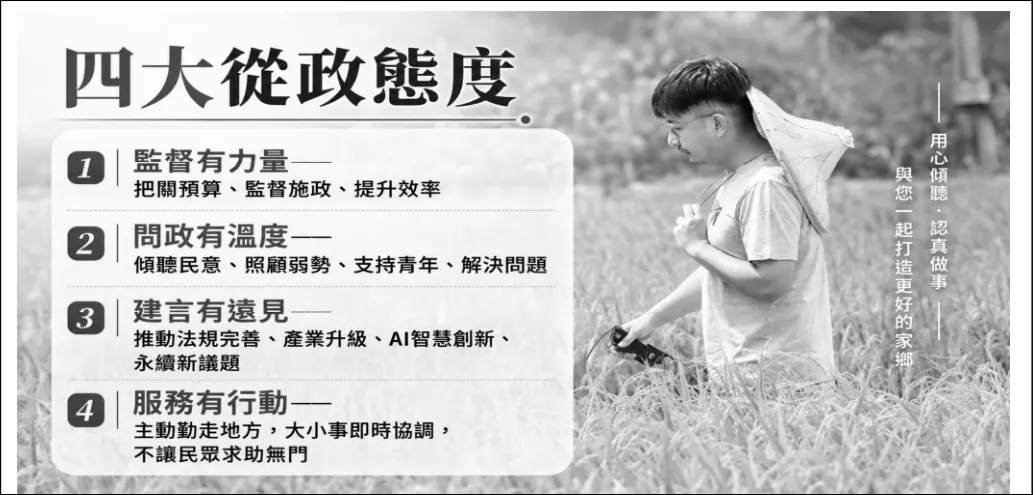 四大從政態度
1 監督有力量——
把關預算、監督施政、提升效率
2 問政有溫度——
傾聽民意、照顧弱勢、支持青年、解決問題
3 建言有遠見——
推動法規完善、產業升級、AI智慧創新、
永續新議題
4 服務有行動——
主動勤走地方，大小事即時協調，
不讓民眾求助無門
用心傾聽．認真做事
與您一起打造更好的家鄉